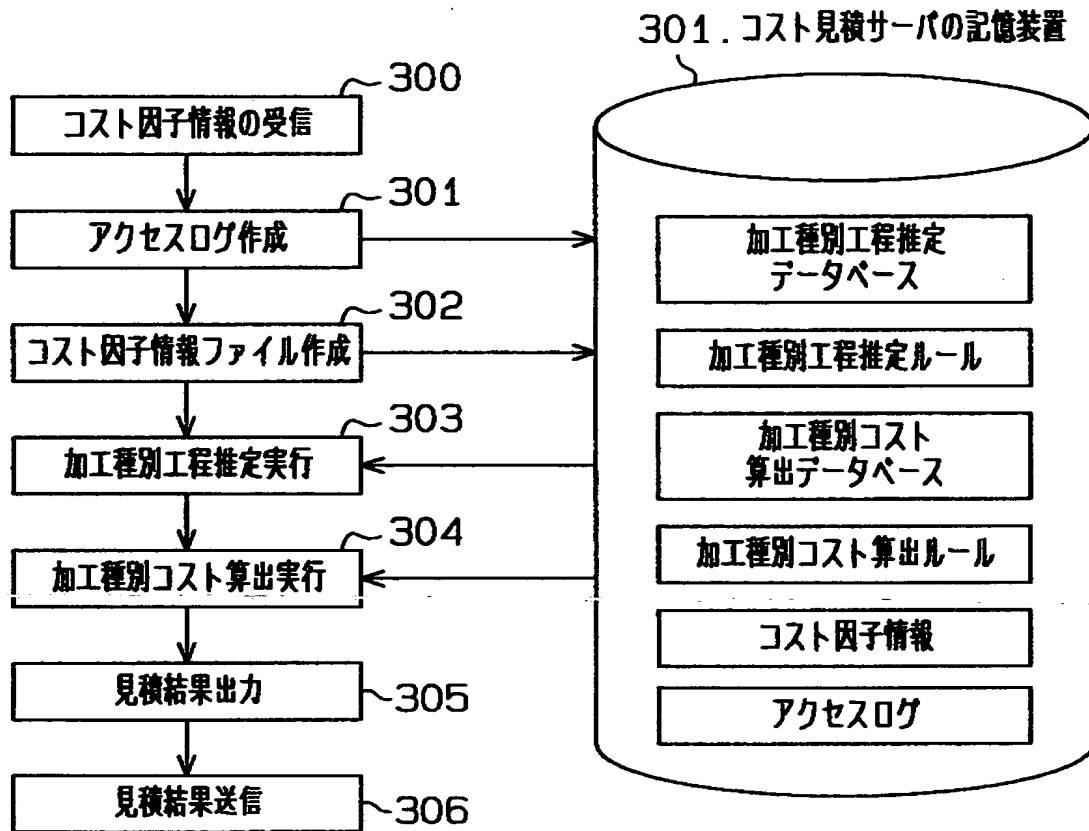 301. コスト見積サーバの記憶装置
300
コスト因子情報の受信
301
アクセスログ作成
302
コスト因子情報ファイル作成
303
加工種別工程推定実行
304
加工種別コスト算出実行
見積結果出力
305
見積結果送信
306
加工種別工程推定
データベース
加工種別工程推定ルール
加工種別コスト
算出データベース
加工種別コスト算出ルール
コスト因子情報
アクセスログ